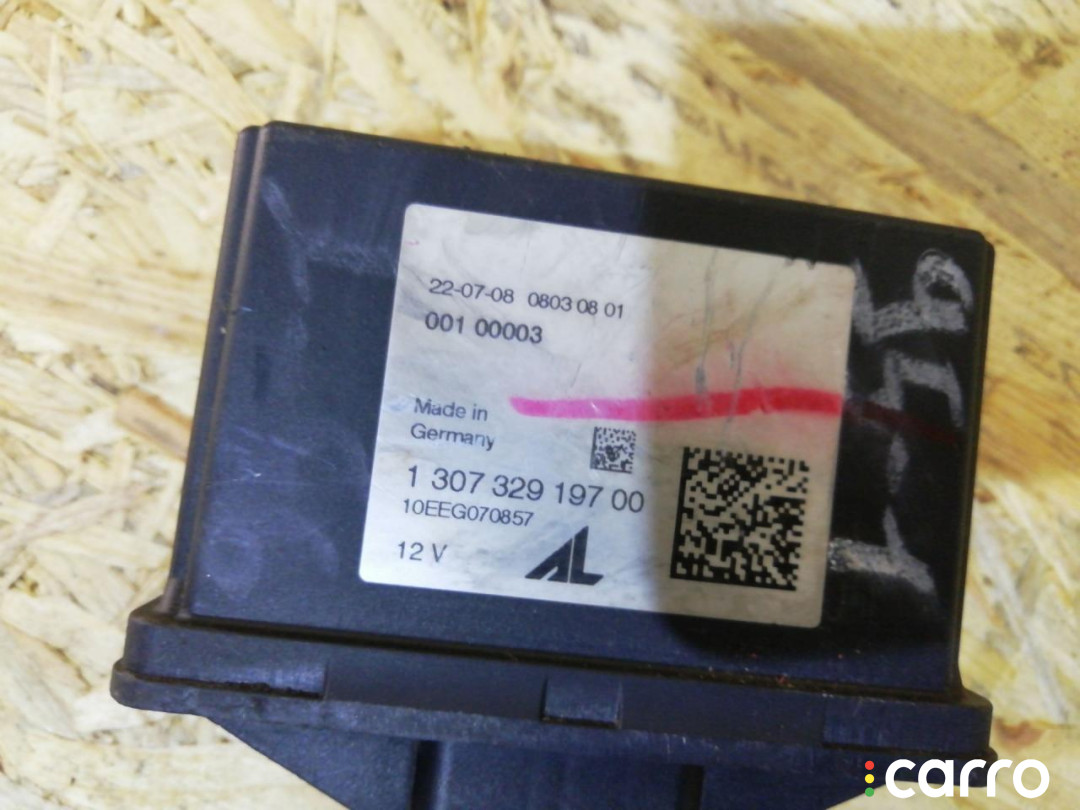 22-07-08 0803 08 01
001 00003
Made in
Germany
1 307 329 197 00
10EEG070857
12 V
AL
carro